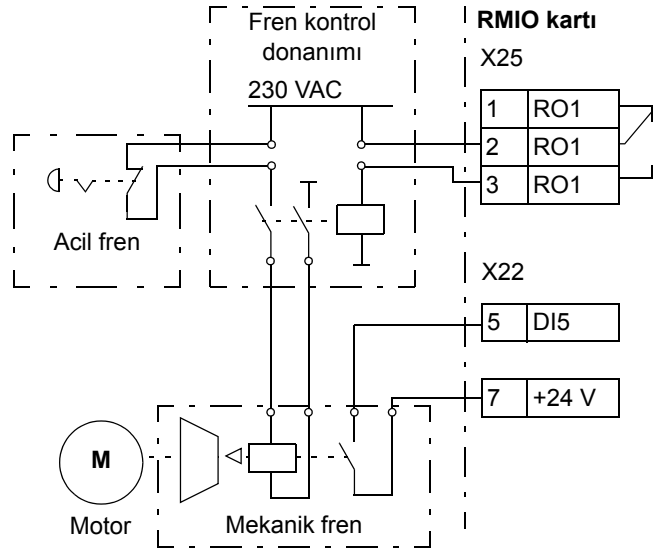 Fren kontrol
donanımı
230 VAC
RMIO kartı
X25
1 RO1
2 RO1
3 RO1
Acil fren
X22
5 DI5
7 +24 V
M
Motor
Mekanik fren